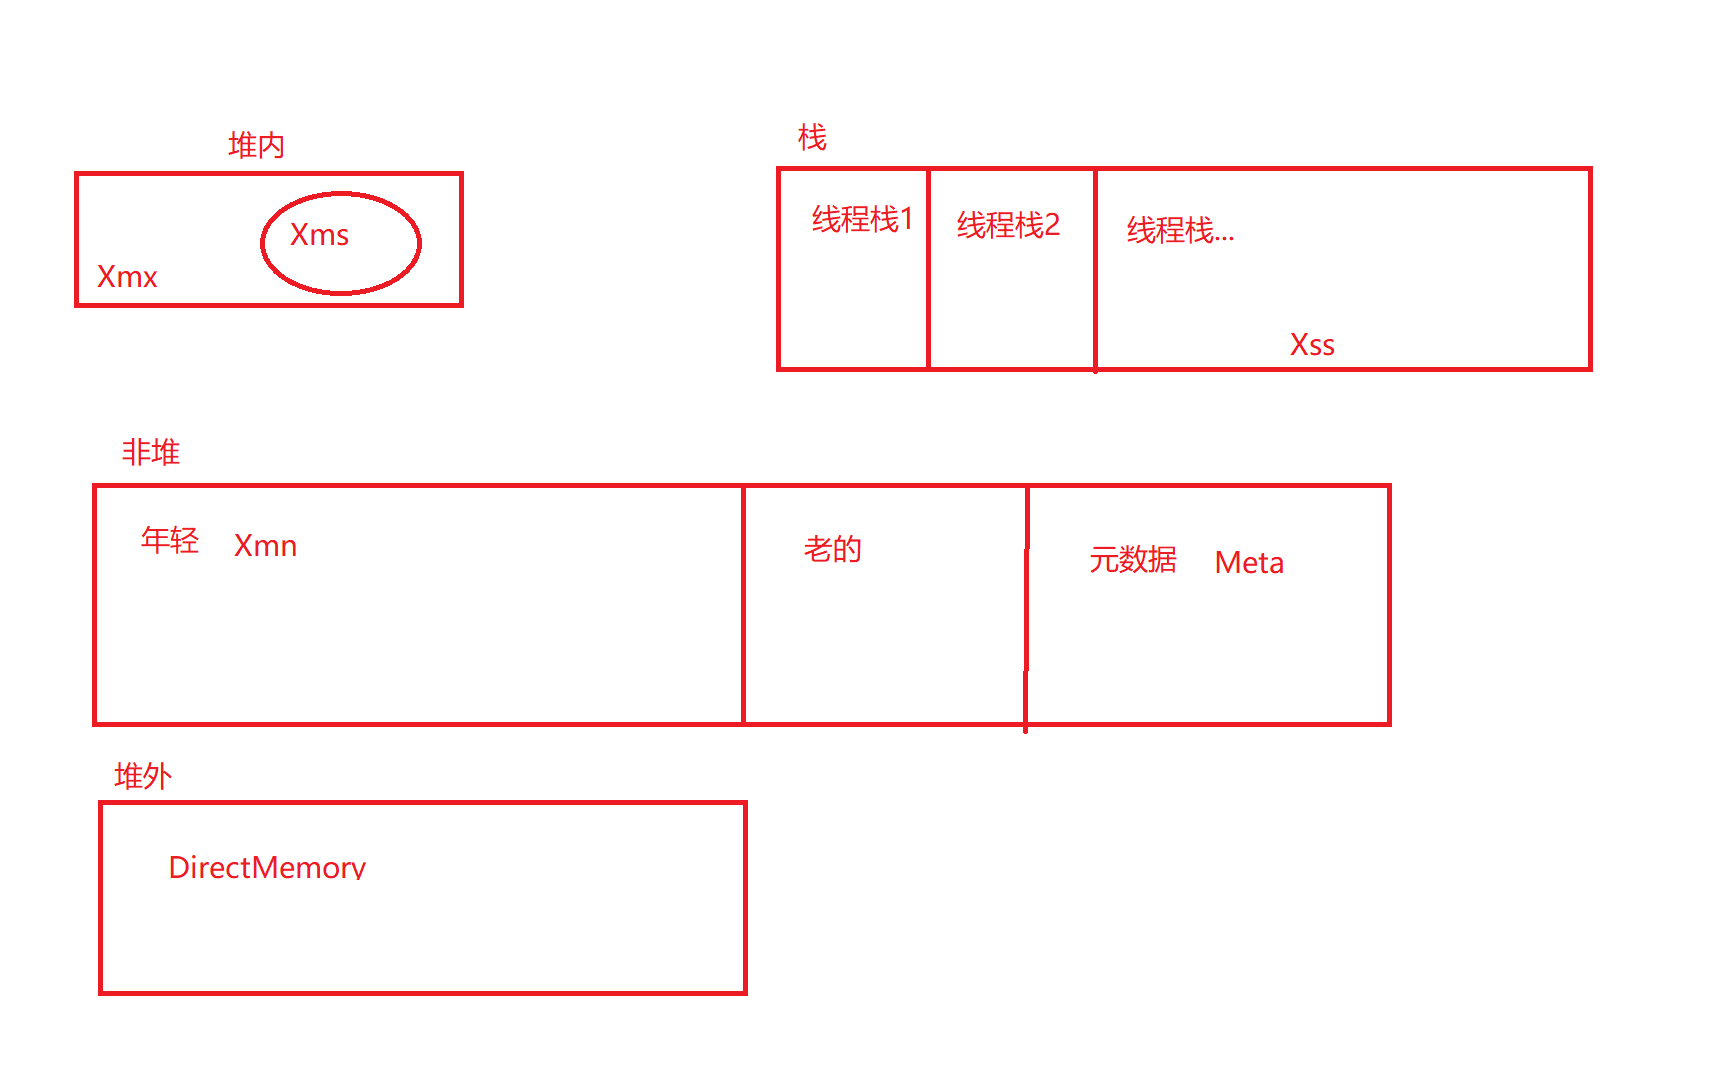 堆内
Xms
Xmx
栈
线程栈1
线程栈2
线程栈...
Xss
非堆
年轻 Xmn
老的
元数据 Meta
堆外
DirectMemory